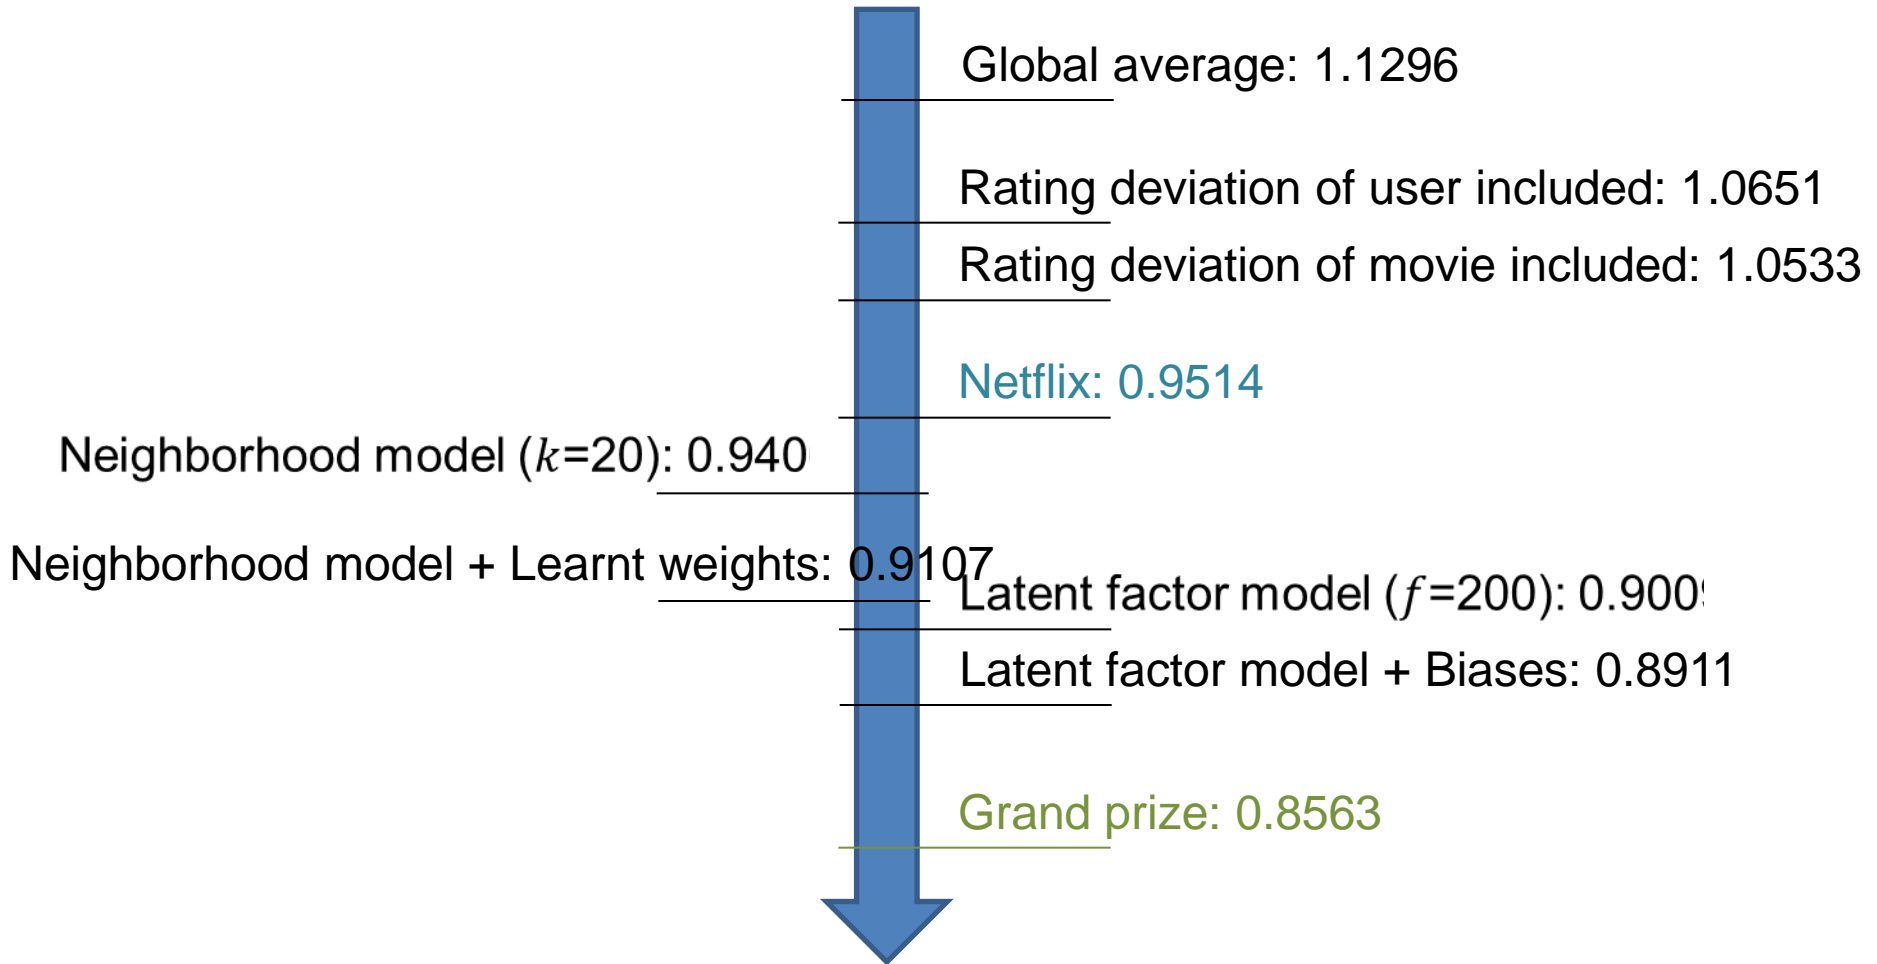 Global average: 1.1296
Rating deviation of user included: 1.0651
Rating deviation of movie included: 1.0533
Netflix: 0.9514
Neighborhood model (k=20): 0.940
Neighborhood model + Learnt weights: 0.9107
Latent factor model (f=200): 0.900
Latent factor model + Biases: 0.8911
Grand prize: 0.8563